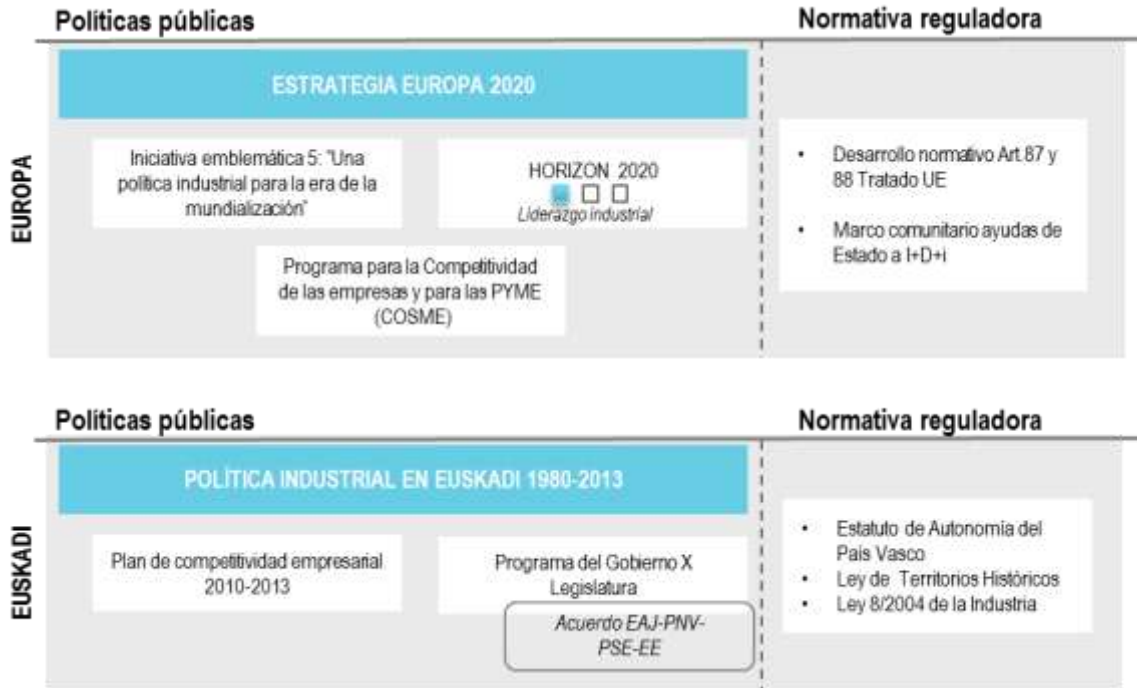 Políticas públicas
Normativa reguladora
EUROPA
ESTRATEGIA EUROPA 2020
Iniciativa emblemática 5: "Una
política industrial para la era de la
mundialización"
HORIZON 2020
Liderazgo industrial
Programa para la Competitividad
de las empresas y para las PYME
(COSME)
• Desarrollo normativo Art.87 y
88 Tratado UE
• Marco comunitario ayudas de
Estado a I+D+i
Políticas públicas
Normativa reguladora
EUSKADI
POLÍTICA INDUSTRIAL EN EUSKADI 1980-2013
Plan de competitividad empresarial
2010-2013
Programa del Gobierno X
Legislatura
Acuerdo EAJ-PNV-
PSE-EE
• Estatuto de Autonomía del
País Vasco
• Ley de Territorios Históricos
• Ley 8/2004 de la Industria